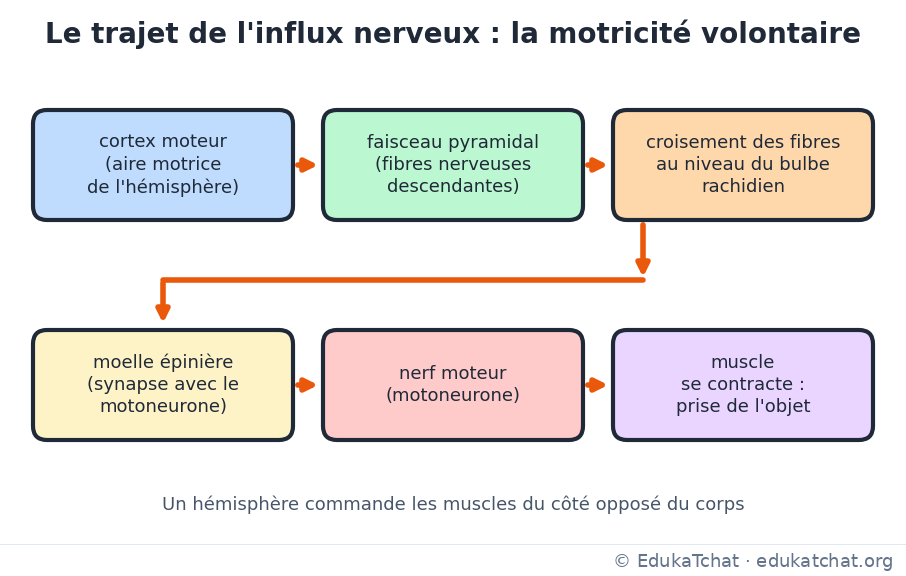 Le trajet de l'influx nerveux : la motricité volontaire
cortex moteur
(aire motrice
de l'hémisphère)
faisceau pyramidal
(fibres nerveuses
descendantes)
croisement des fibres
au niveau du bulbe
rachidien
moelle épinière
(synapse avec le
motoneurone)
nerf moteur
(motoneurone)
muscle
se contracte :
prise de l'objet
Un hémisphère commande les muscles du côté opposé du corps
© EdukaTchat · edukatchat.org